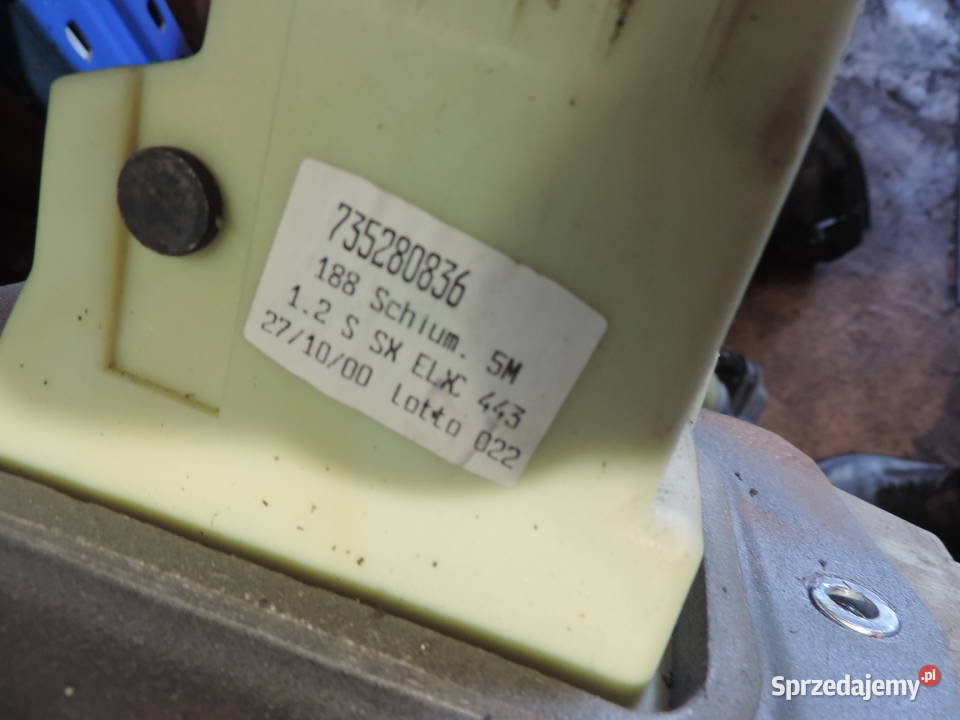 735280836
188 Schium. 5M
1.2 S SX ELX 443
27/10/00 Lotto 022
Sprzedajemy.pl